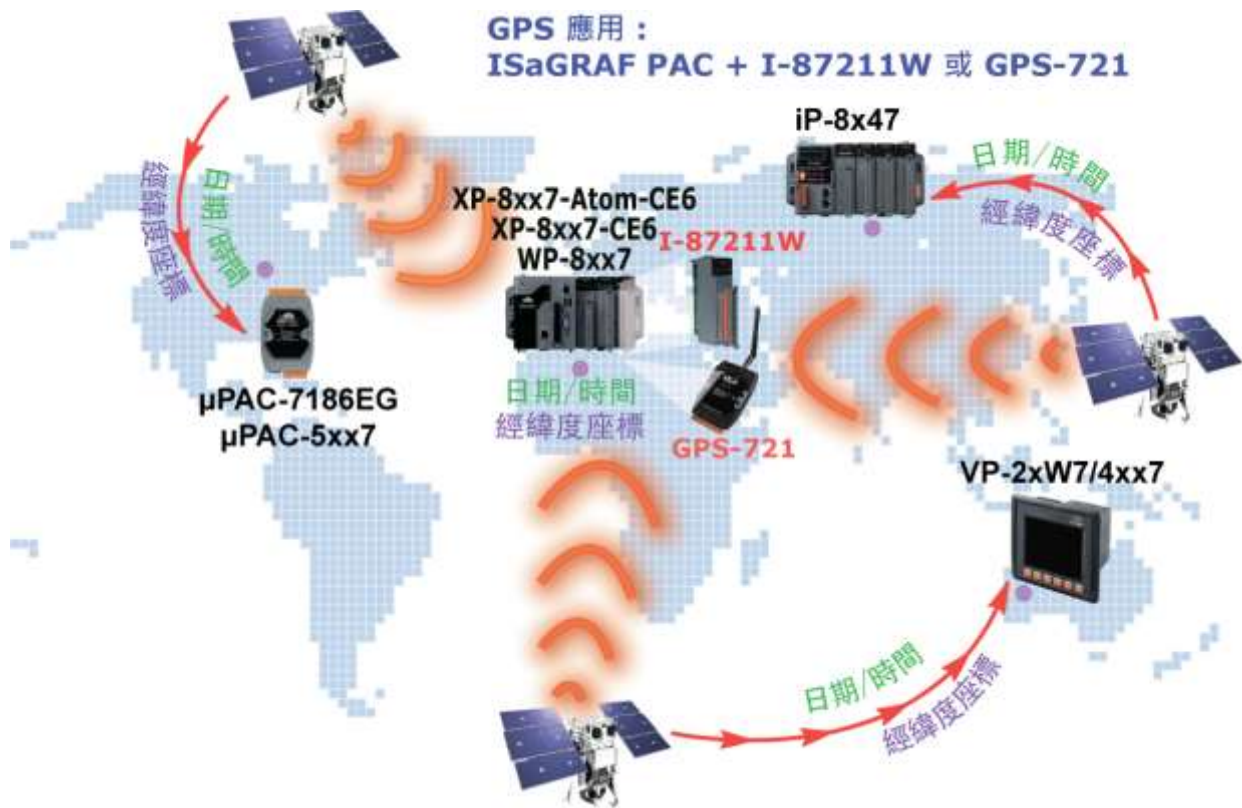 GPS 應用 :
ISaGRAF PAC + I-87211W 或 GPS-721
iP-8x47
日期/時間
經緯度座標
日期/時間
經緯度座標
XP-8xx7-Atom-CE6
XP-8xx7-CE6
WP-8xx7
I-87211W
日期/時間
經緯度座標
GPS-721
µPAC-7186EG
µPAC-5xx7
VP-2xW7/4xx7
日期/時間
經緯度座標